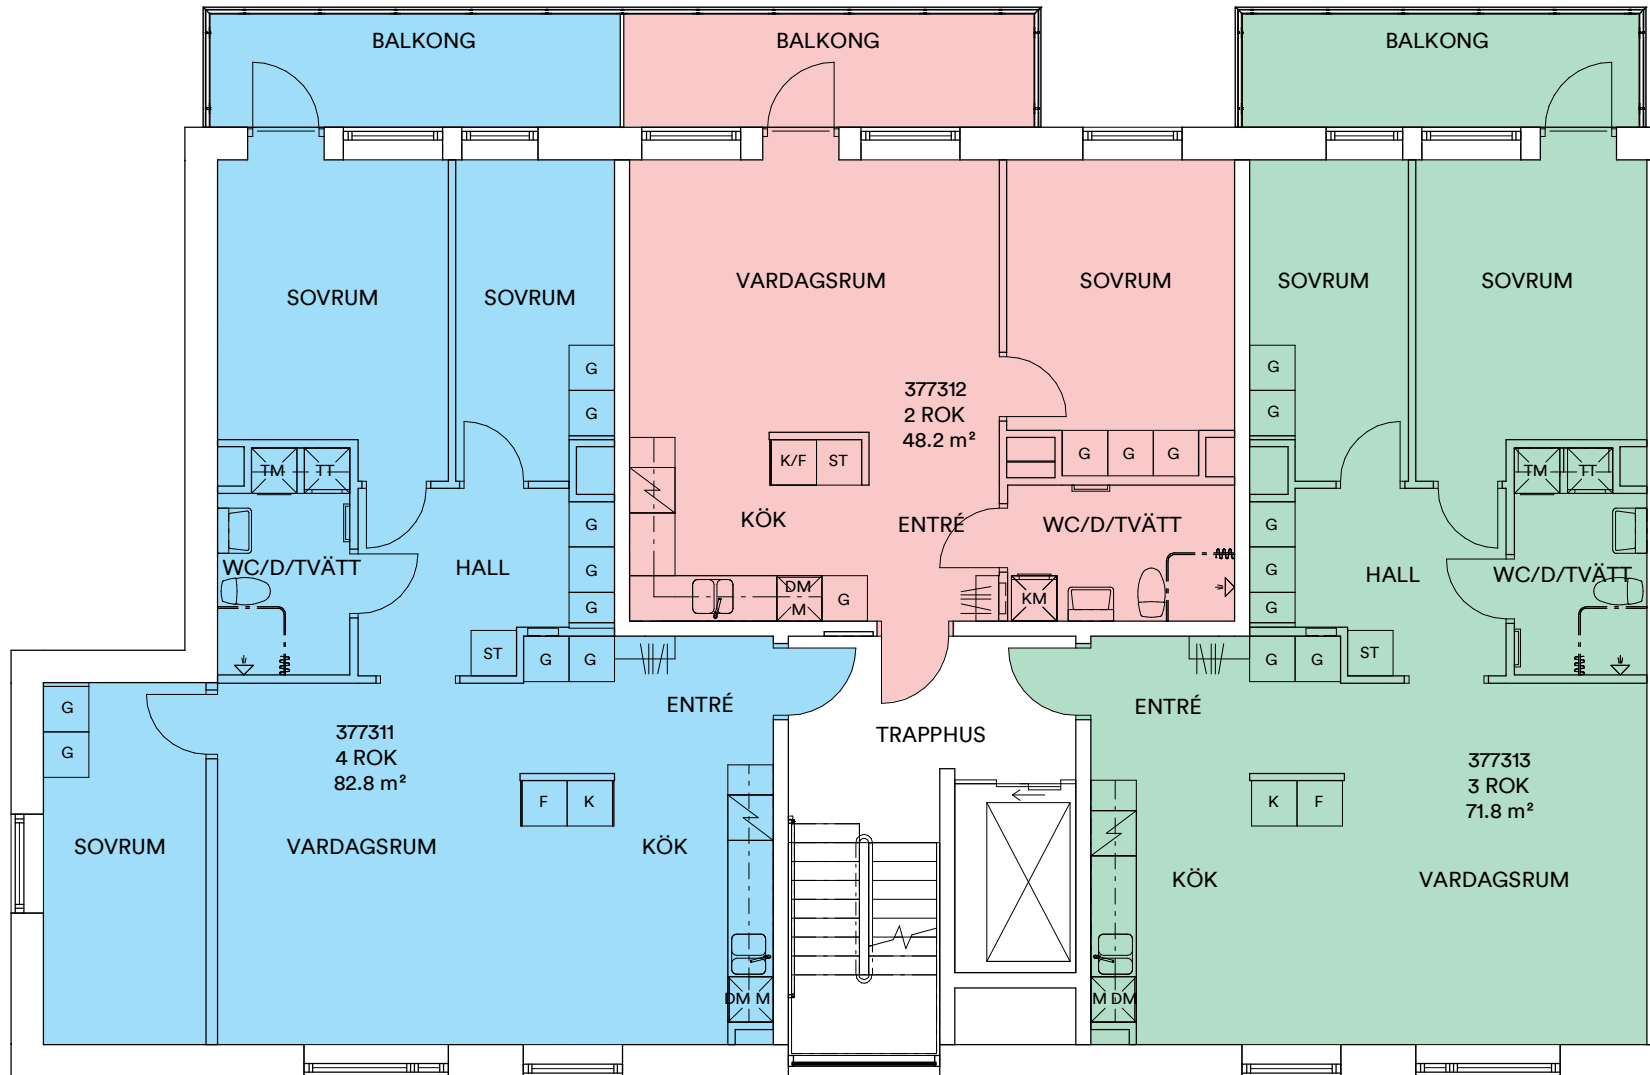 BALKONG
BALKONG
BALKONG
SOVRUM
SOVRUM
VARDAGSRUM
SOVRUM
SOVRUM
SOVRUM
G
G
377312
2 ROK
48.2 m²
G
G
TM
TT
K/F
ST
G
G
G
TM
TT
KÖK
ENTRÉ
WC/D/TVÄTT
G
G
G
G
G
G
WC/D/TVÄTT
HALL
HALL
WC/D/TVÄTT
DM
M
G
KM
ST
G
G
G
G
ST
G
G
ENTRÉ
ENTRÉ
TRAPPHUS
377311
4 ROK
82.8 m²
377313
3 ROK
71.8 m²
F
K
K
F
SOVRUM
VARDAGSRUM
KÖK
KÖK
VARDAGSRUM
DM M
M DM